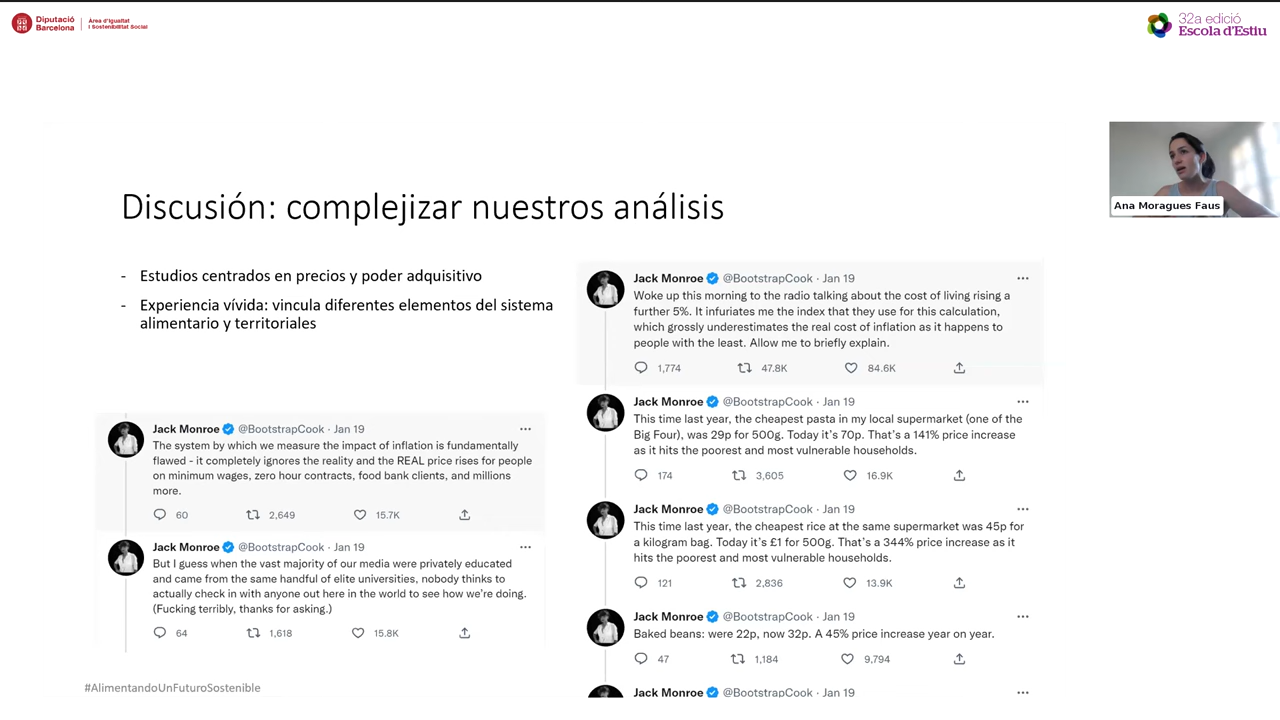 Diputació
Barcelona
Àrea d'Igualtat
i Sostenibilitat Social
32a edició
Escola d'Estiu
Ana Moragues Faus
Discusión: complejizar nuestros análisis
- Estudios centrados en precios y poder adquisitivo
- Experiencia vívida: vincula diferentes elementos del sistema
alimentario y territoriales
Jack Monroe @BootstrapCook · Jan 19
The system by which we measure the impact of inflation is fundamentally
flawed - it completely ignores the reality and the REAL price rises for people
on minimum wages, zero hour contracts, food bank clients, and millions
more.
60 2,649 15.7K
Jack Monroe @BootstrapCook · Jan 19
But I guess when the vast majority of our media were privately educated
and came from the same handful of elite universities, nobody thinks to
actually check in with anyone out here in the world to see how we're doing.
(Fucking terribly, thanks for asking.)
64 1,618 15.8K
Jack Monroe @BootstrapCook · Jan 19
Woke up this morning to the radio talking about the cost of living rising a
further 5%. It infuriates me the index that they use for this calculation,
which grossly underestimates the real cost of inflation as it happens to
people with the least. Allow me to briefly explain.
1,774 47.8K 84.6K
Jack Monroe @BootstrapCook · Jan 19
This time last year, the cheapest pasta in my local supermarket (one of the
Big Four), was 29p for 500g. Today it's 70p. That's a 141% price increase
as it hits the poorest and most vulnerable households.
174 3,605 16.9K
Jack Monroe @BootstrapCook · Jan 19
This time last year, the cheapest rice at the same supermarket was 45p for
a kilogram bag. Today it's £1 for 500g. That's a 344% price increase as it
hits the poorest and most vulnerable households.
121 2,836 13.9K
Jack Monroe @BootstrapCook · Jan 19
Baked beans: were 22p, now 32p. A 45% price increase year on year.
47 1,184 9,794
Jack Monroe @BootstrapCook · Jan 19
#AlimentandoUnFuturoSostenible